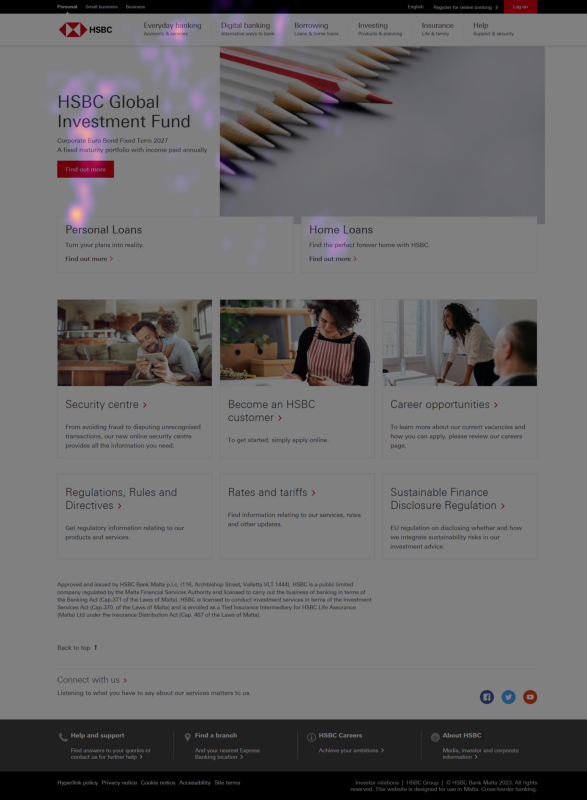 Personal Small business Business English Register for online banking Log on
HSBC
Everyday banking Digital banking Borrowing Investing Insurance Help
Accounts & services Alternative ways to bank Loans & home loans Products & planning Life & family Support & security
HSBC Global
Investment Fund
Corporate Euro Bond Fixed Term 2027
A fixed maturity portfolio with income paid annually
Find out more
Personal Loans
Turn your plans into reality.
Find out more
Home Loans
Find the perfect forever home with HSBC.
Find out more
Security centre
From avoiding fraud to disputing unrecognised
transactions, our new online security centre
provides all the information you need.
Become an HSBC
customer
To get started, simply apply online.
Career opportunities
To learn more about our current vacancies and
how you can apply, please review our careers
page.
Regulations, Rules and
Directives
Get regulatory information relating to our
products and services.
Rates and tariffs
Find information relating to our services, rates
and other updates.
Sustainable Finance
Disclosure Regulation
EU regulation on disclosing whether and how
we integrate sustainability risks in our
investment advice.
Approved and issued by HSBC Bank Malta p.l.c, (116, Archbishop Street, Valletta VLT 1444). HSBC is a public limited
company regulated by the Malta Financial Services Authority and licensed to carry out the business of banking in terms of
the Banking Act (Cap.371 of the Laws of Malta). HSBC is licensed to conduct investment services in terms of the Investment
Services Act (Cap.370. of the Laws of Malta) and is enrolled as a Tied Insurance Intermediary for HSBC Life Assurance
(Malta) Ltd under the Insurance Distribution Act (Cap. 487 of the Laws of Malta).
Back to top
Connect with us
Listening to what you have to say about our services matters to us.
Help and support
Find answers to your queries or
contact us for further help
Find a branch
And your nearest Express
Banking location
HSBC Careers
Achieve your ambitions
About HSBC
Media, investor and corporate
information
Hyperlink policy Privacy notice Cookie notice Accessibility Site terms
Investor relations | HSBC Group | © HSBC Bank Malta 2023. All rights
reserved. This website is designed for use in Malta. Cross-border banking.